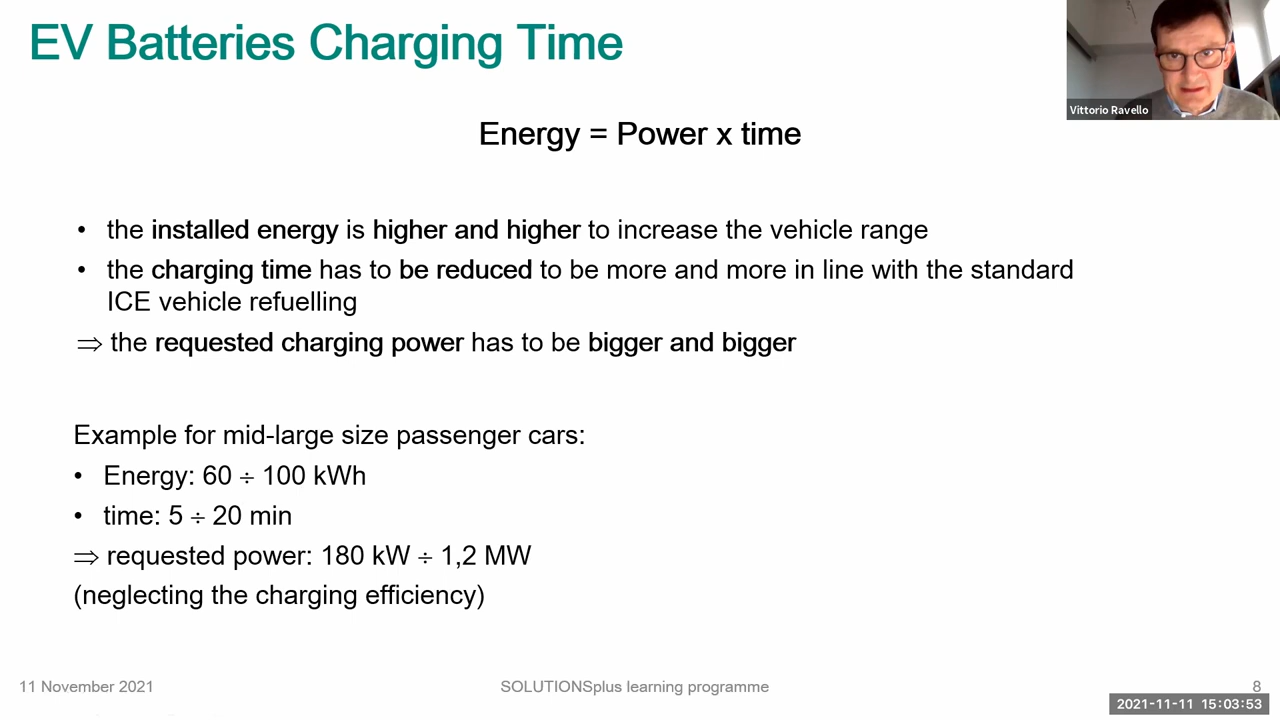 EV Batteries Charging Time
Vittorio Ravello
Energy = Power x time
• the installed energy is higher and higher to increase the vehicle range
• the charging time has to be reduced to be more and more in line with the standard
ICE vehicle refuelling
⇒ the requested charging power has to be bigger and bigger
Example for mid-large size passenger cars:
• Energy: 60 ÷ 100 kWh
• time: 5 ÷ 20 min
⇒ requested power: 180 kW ÷ 1,2 MW
(neglecting the charging efficiency)
11 November 2021
SOLUTIONSplus learning programme
8
2021-11-11 15:03:53